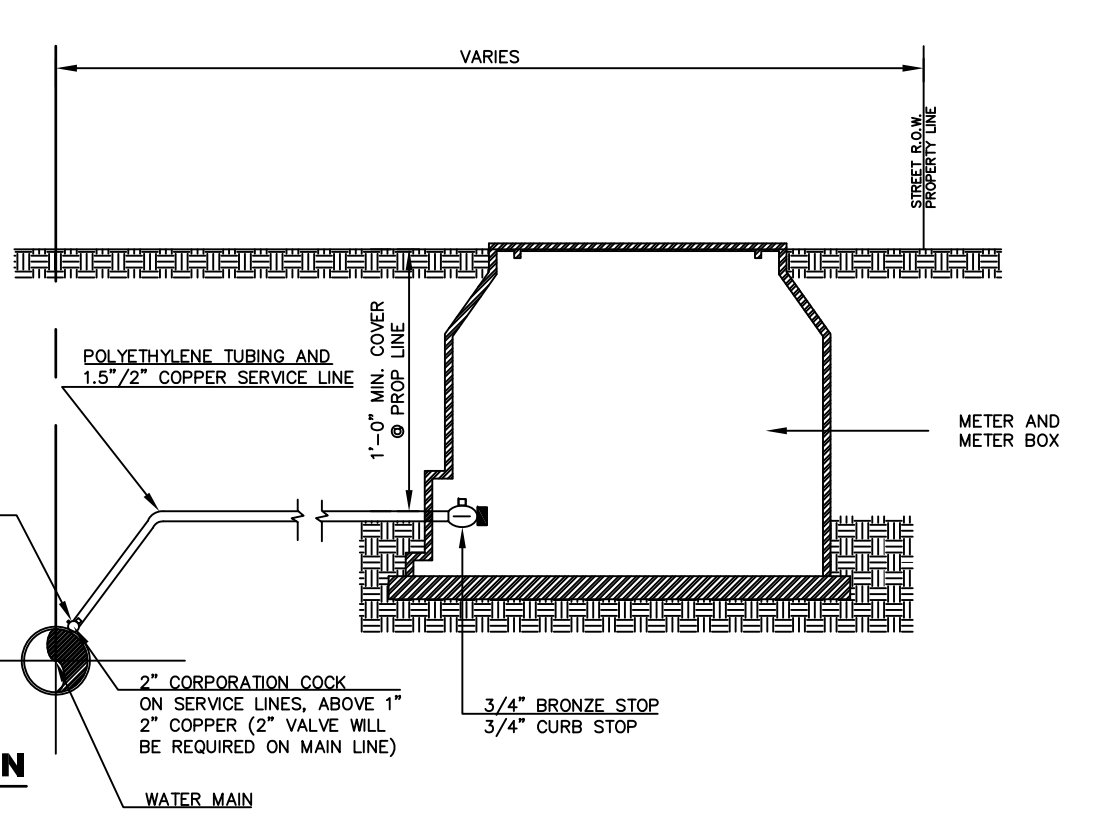 VARIES
STREET R.O.W.
PROPERTY LINE
1'-0" MIN. COVER
@ PROP LINE
POLYETHYLENE TUBING AND
1.5"/2" COPPER SERVICE LINE
METER AND
METER BOX
2" CORPORATION COCK
ON SERVICE LINES, ABOVE 1"
2" COPPER (2" VALVE WILL
BE REQUIRED ON MAIN LINE)
3/4" BRONZE STOP
3/4" CURB STOP
N
WATER MAIN